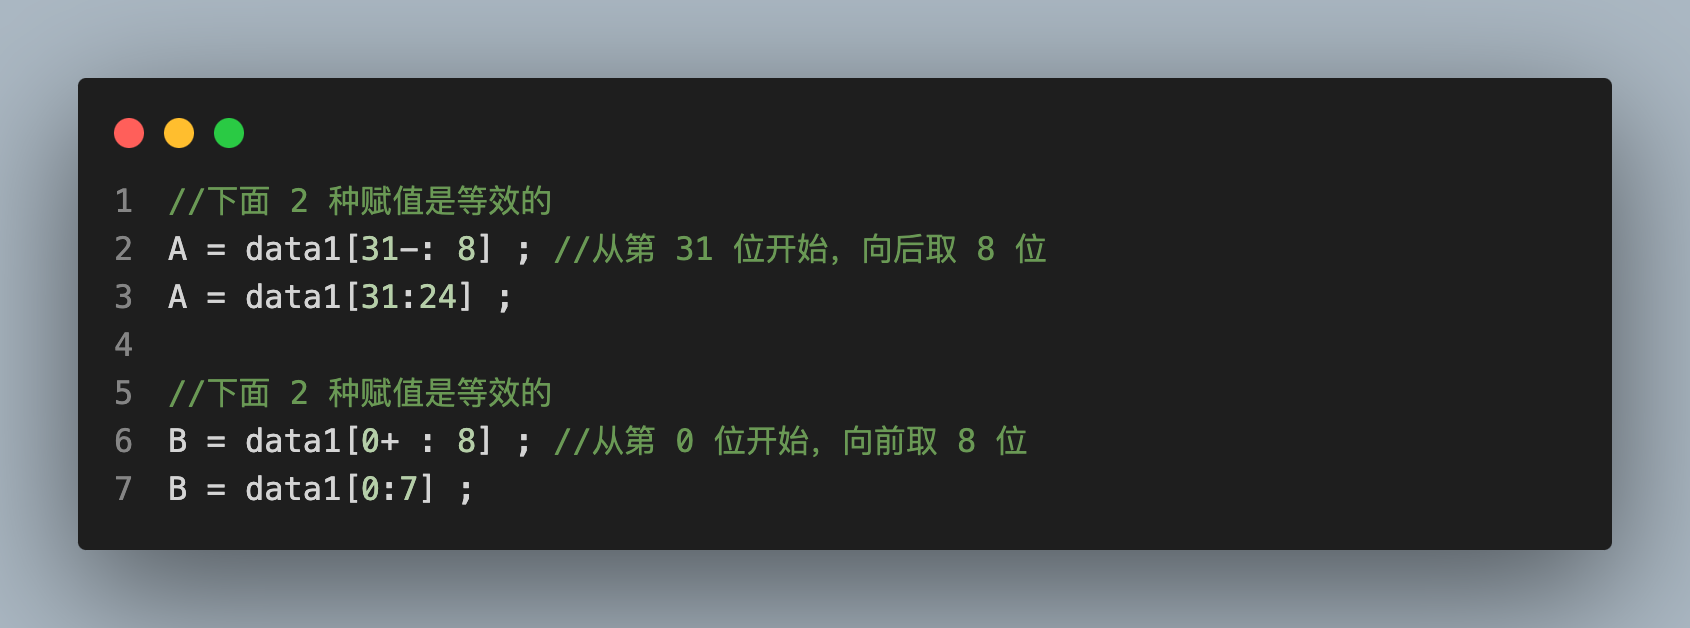 1 //下面 2 种赋值是等效的
2 A = data1[31-: 8] ; //从第 31 位开始，向后取 8 位
3 A = data1[31:24] ;
4
5 //下面 2 种赋值是等效的
6 B = data1[0+ : 8] ; //从第 0 位开始，向前取 8 位
7 B = data1[0:7] ;